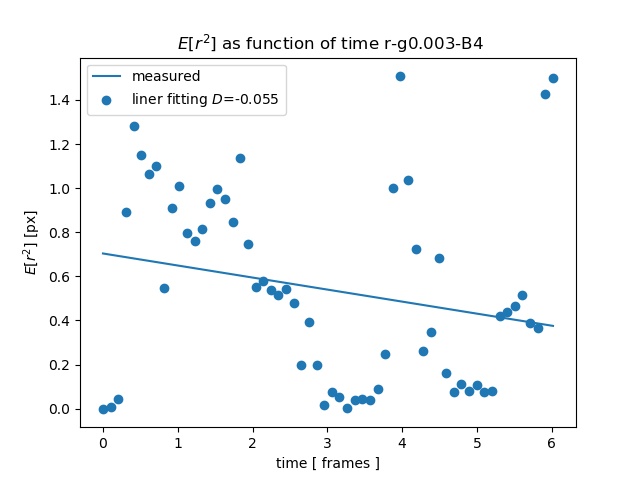 E[r²] as function of time r-g0.003-B4
measured
liner fitting D=-0.055
E[r²] [px]
1.4
1.2
1.0
0.8
0.6
0.4
0.2
0.0
0 1 2 3 4 5 6
time [ frames ]